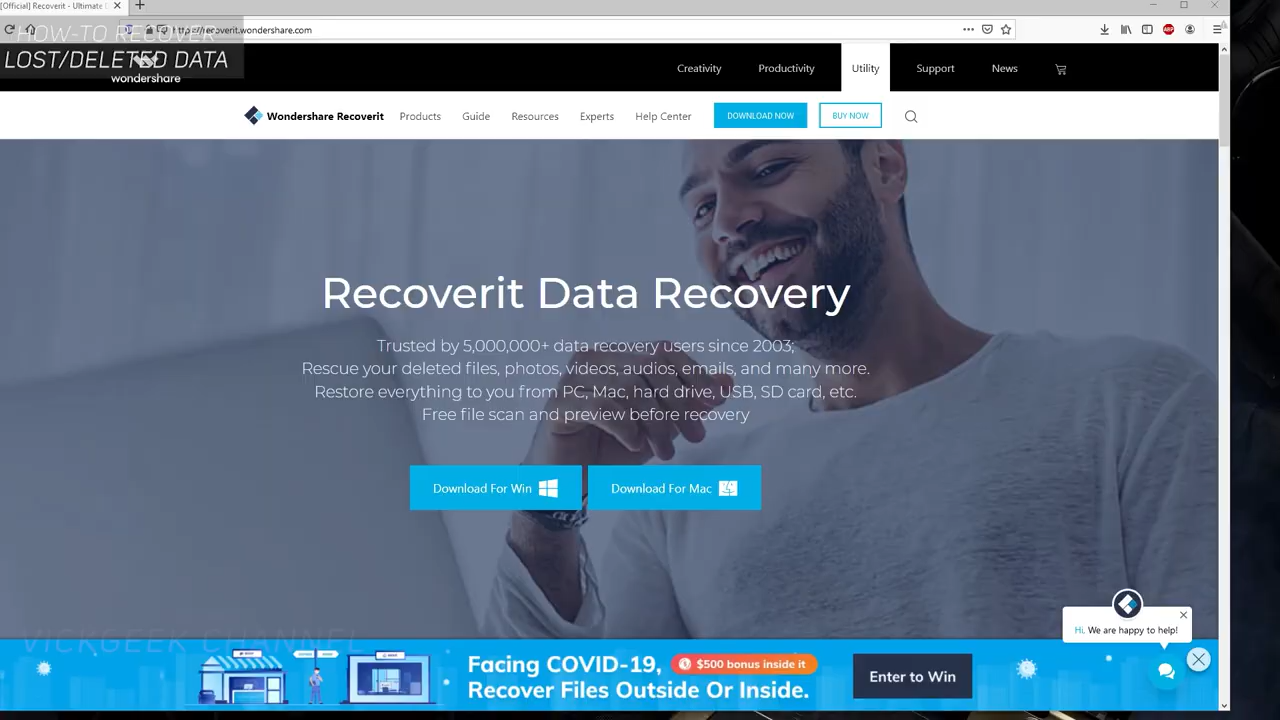 [Official] Recoverit - Ultimate
HOW-TO RECOVER
LOST/DELETED DATA
https://recoverit.wondershare.com
ABP
wondershare
Creativity
Productivity
Utility
Support
News
Wondershare Recoverit
Products
Guide
Resources
Experts
Help Center
DOWNLOAD NOW
BUY NOW
Recoverit Data Recovery
Trusted by 5,000,000+ data recovery users since 2003;
Rescue your deleted files, photos, videos, audios, emails, and many more.
Restore everything to you from PC, Mac, hard drive, USB, SD card, etc.
Free file scan and preview before recovery
Download For Win
Download For Mac
Hi, We are happy to help!
VICKGEEK CHANNEL
Facing COVID-19,
$500 bonus inside it
Recover Files Outside Or Inside.
Enter to Win